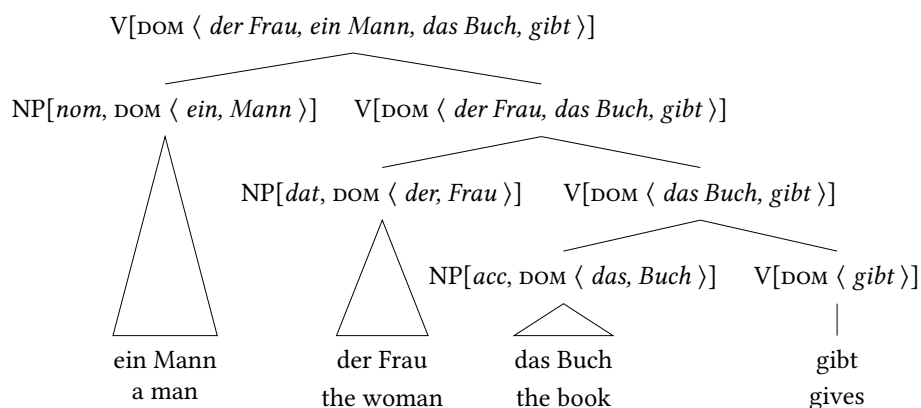 V[DOM ⟨ der Frau, ein Mann, das Buch, gibt ⟩]
NP[nom, DOM ⟨ ein, Mann ⟩] V[DOM ⟨ der Frau, das Buch, gibt ⟩]
NP[dat, DOM ⟨ der, Frau ⟩] V[DOM ⟨ das Buch, gibt ⟩]
NP[acc, DOM ⟨ das, Buch ⟩] V[DOM ⟨ gibt ⟩]
ein Mann der Frau das Buch gibt
a man the woman the book gives